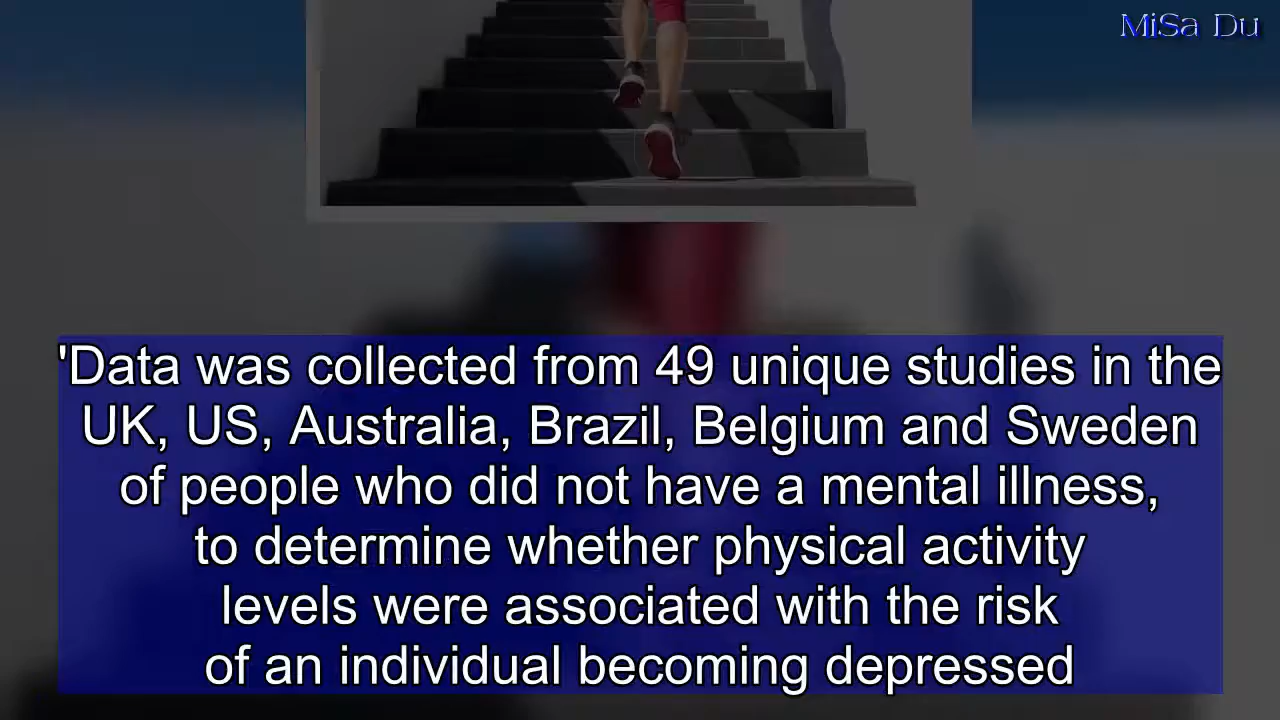 MiSa Du
'Data was collected from 49 unique studies in the
UK, US, Australia, Brazil, Belgium and Sweden
of people who did not have a mental illness,
to determine whether physical activity
levels were associated with the risk
of an individual becoming depressed